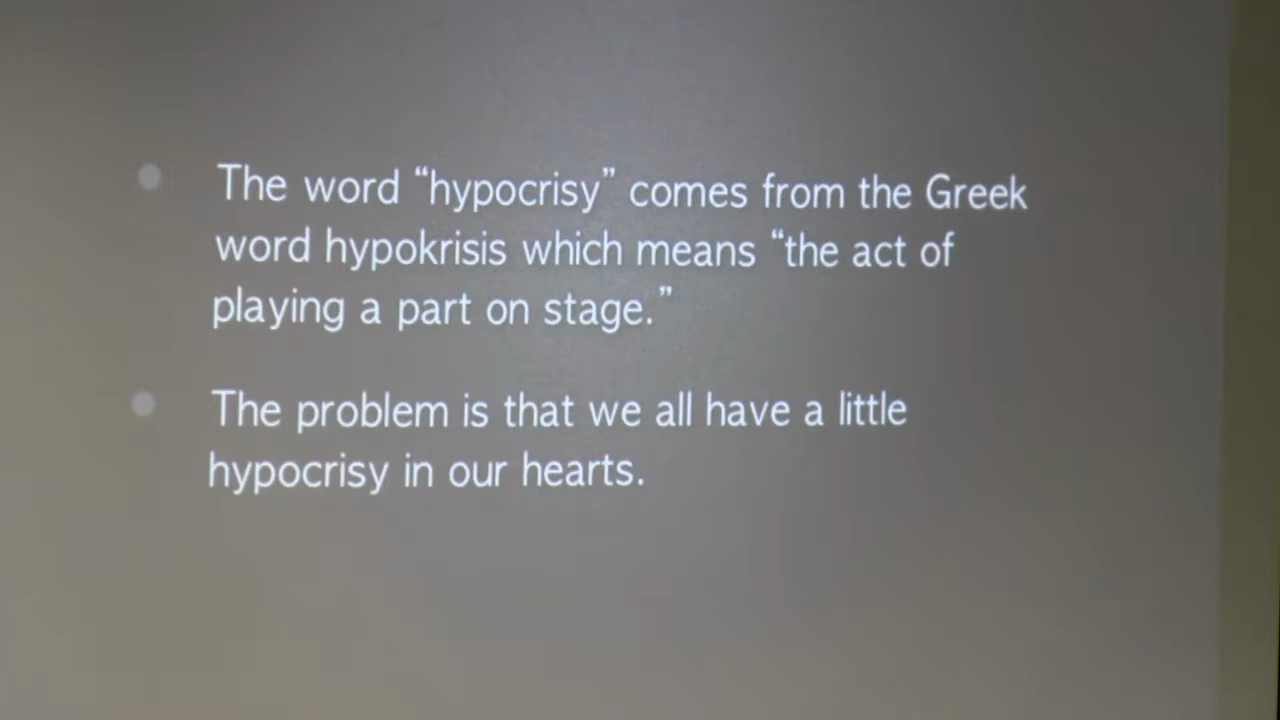 The word “hypocrisy” comes from the Greek
word hypokrisis which means “the act of
playing a part on stage.”
The problem is that we all have a little
hypocrisy in our hearts.